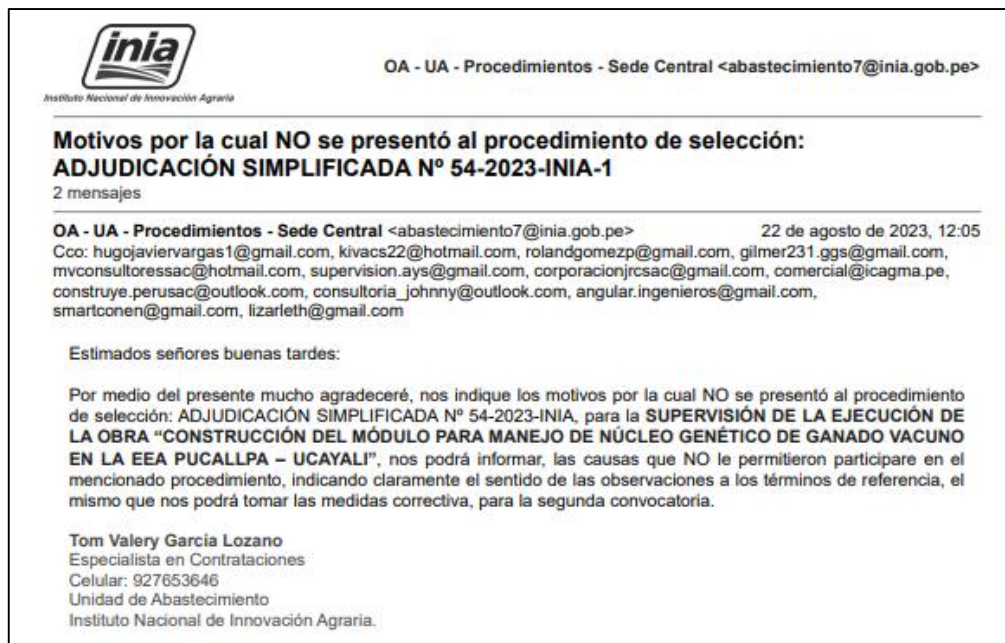 inia
Instituto Nacional de Innovación Agraria
OA - UA - Procedimientos - Sede Central <abastecimiento7@inia.gob.pe>
Motivos por la cual NO se presentó al procedimiento de selección:
ADJUDICACIÓN SIMPLIFICADA Nº 54-2023-INIA-1
2 mensajes
OA - UA - Procedimientos - Sede Central <abastecimiento7@inia.gob.pe> 22 de agosto de 2023, 12:05
Cco: hugojaviervargas1@gmail.com, kivacs22@hotmail.com, rolandgomezp@gmail.com, gilmer231.ggs@gmail.com,
mvconsultoressac@hotmail.com, supervision.ays@gmail.com, corporacionjrcsac@gmail.com, comercial@icagma.pe,
construye.perusac@outlook.com, consultoria_johnny@outlook.com, angular.ingenieros@gmail.com,
smartconen@gmail.com, lizarleth@gmail.com
Estimados señores buenas tardes:
Por medio del presente mucho agradeceré, nos indique los motivos por la cual NO se presentó al procedimiento
de selección: ADJUDICACIÓN SIMPLIFICADA Nº 54-2023-INIA, para la SUPERVISIÓN DE LA EJECUCIÓN DE
LA OBRA “CONSTRUCCIÓN DEL MÓDULO PARA MANEJO DE NÚCLEO GENÉTICO DE GANADO VACUNO
EN LA EEA PUCALLPA – UCAYALI”, nos podrá informar, las causas que NO le permitieron participare en el
mencionado procedimiento, indicando claramente el sentido de las observaciones a los términos de referencia, el
mismo que nos podrá tomar las medidas correctiva, para la segunda convocatoria.
Tom Valery García Lozano
Especialista en Contrataciones
Celular: 927653646
Unidad de Abastecimiento
Instituto Nacional de Innovación Agraria.